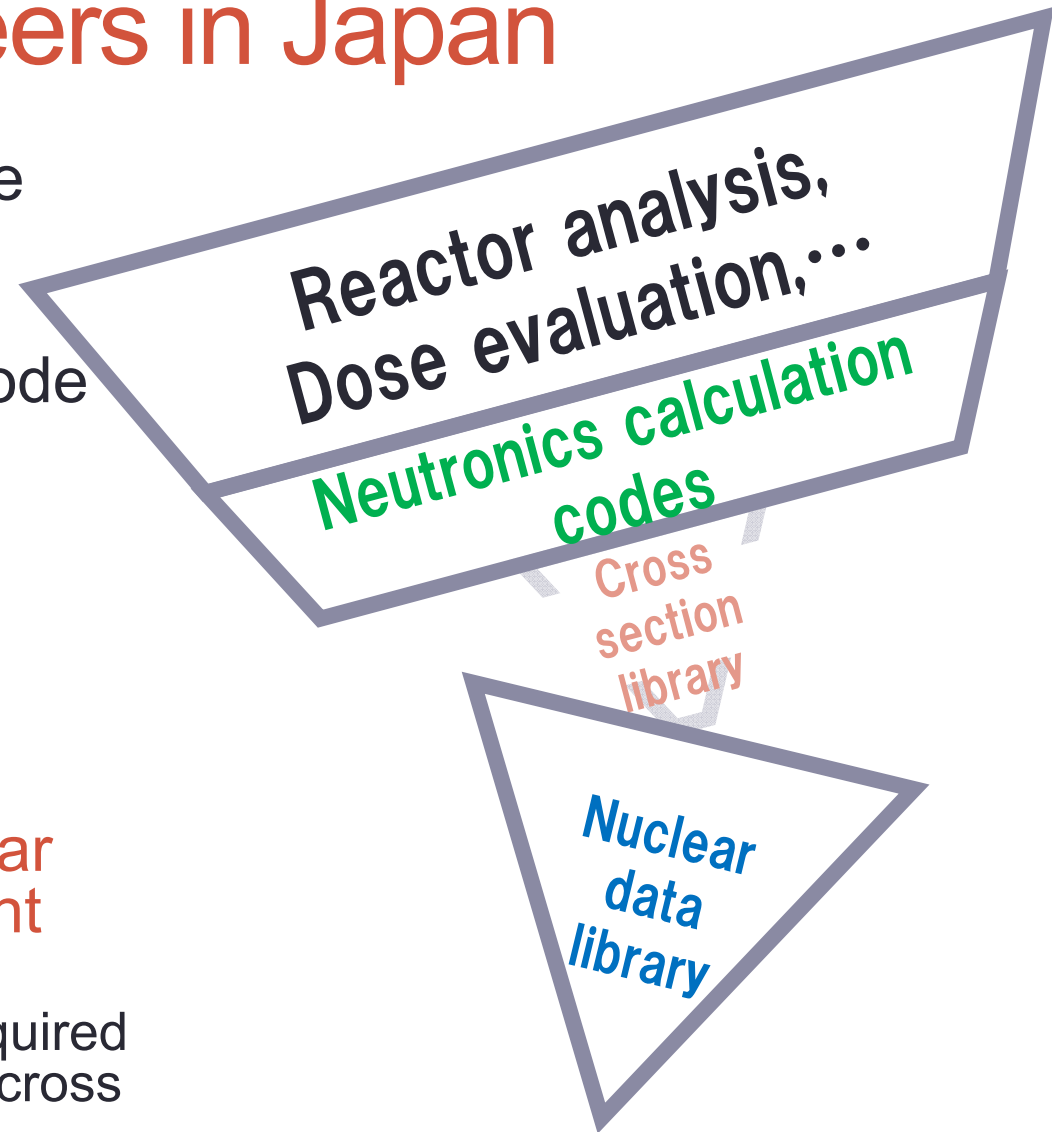 eers in Japan
e
ode
Reactor analysis,
Dose evaluation,…
Neutronics calculation
codes
Cross
section
library
Nuclear
data
library
ar
nt
quired
cross